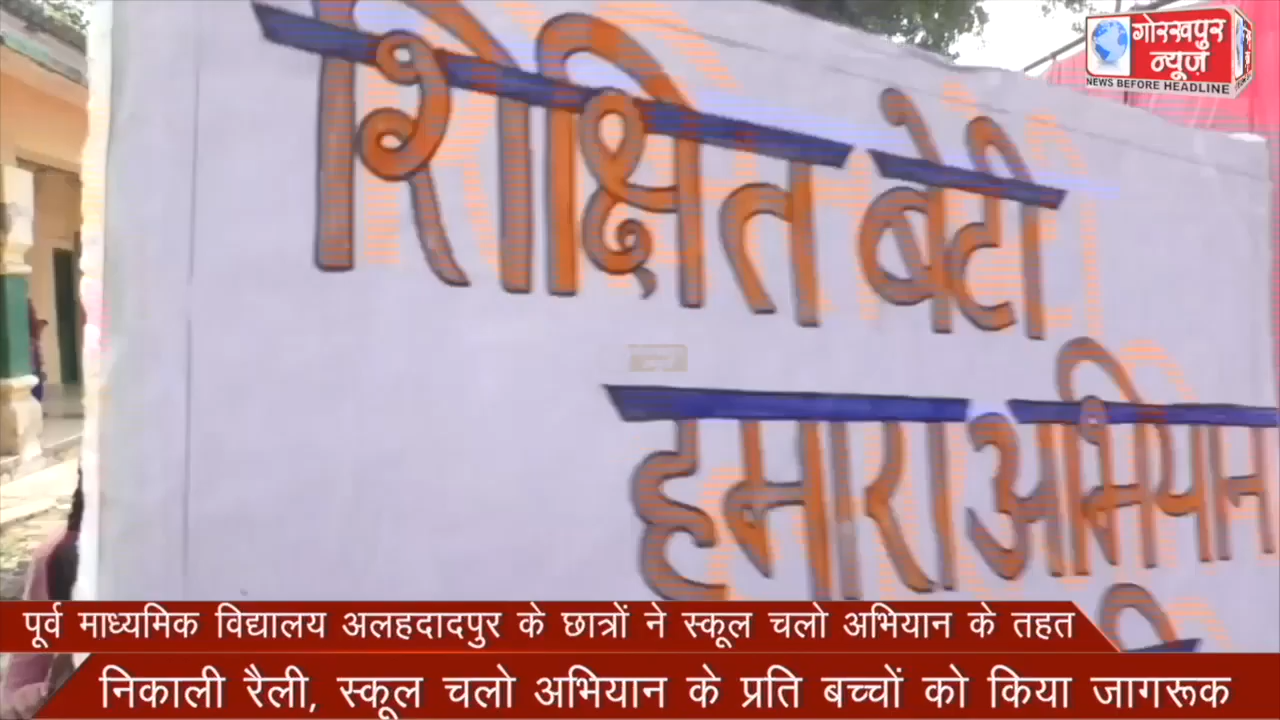 गोरखपुर
न्यूज़
NEWS BEFORE HEADLINE
शिक्षित बेटी
हमारा अभियान
पूर्व माध्यमिक विद्यालय अलहदादपुर के छात्रों ने स्कूल चलो अभियान के तहत
निकाली रैली, स्कूल चलो अभियान के प्रति बच्चों को किया जागरूक